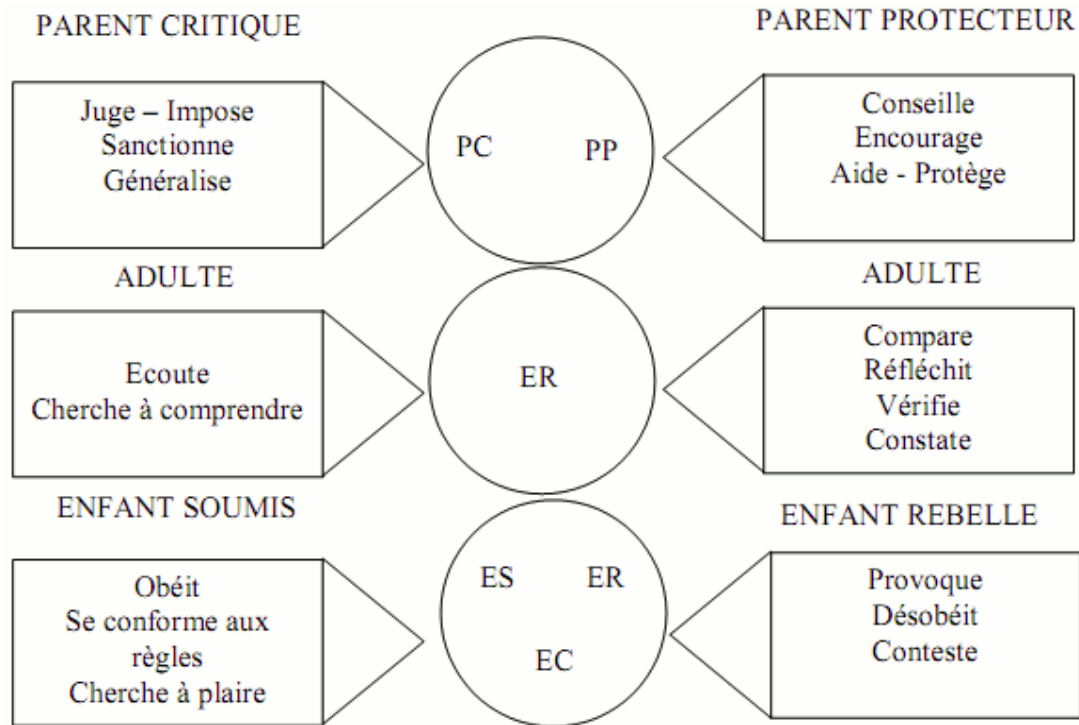 PARENT CRITIQUE
PARENT PROTECTEUR
Juge – Impose
Sanctionne
Généralise
PC
PP
Conseille
Encourage
Aide - Protège
ADULTE
ADULTE
Ecoute
Cherche à comprendre
ER
Compare
Réfléchit
Vérifie
Constate
ENFANT SOUMIS
ENFANT REBELLE
Obéit
Se conforme aux
règles
Cherche à plaire
ES
ER
EC
Provoque
Désobéit
Conteste